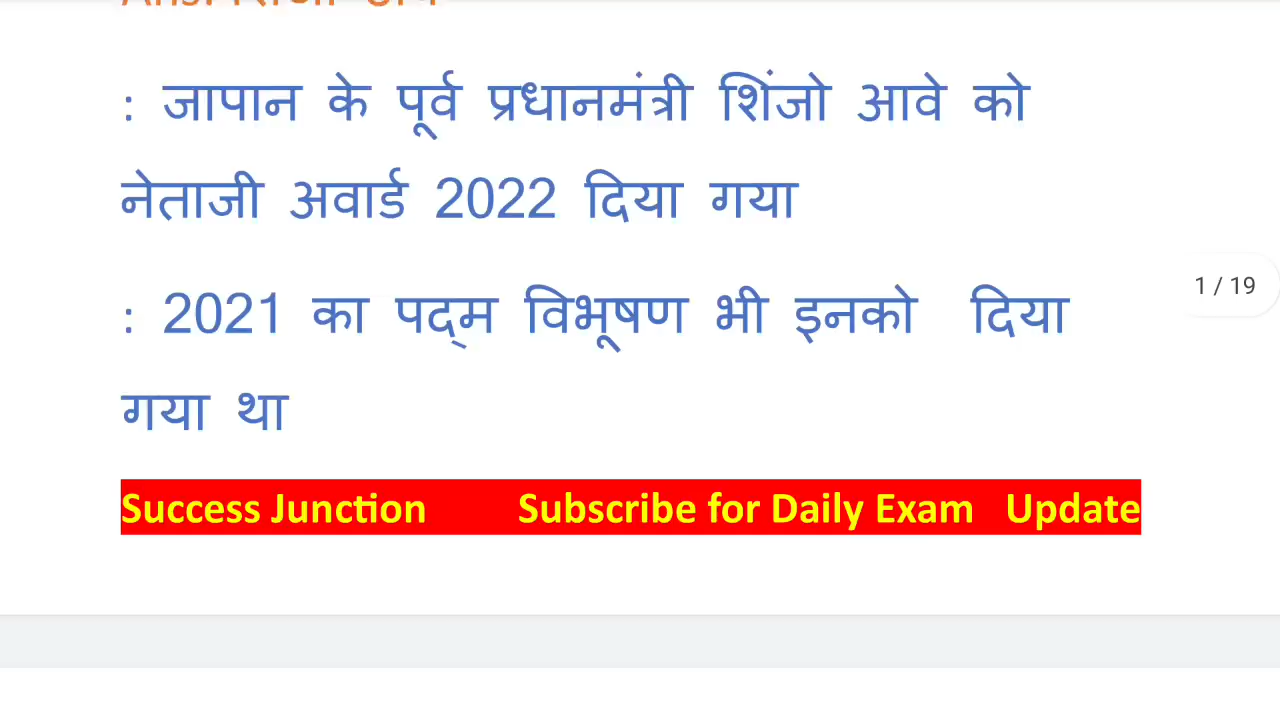 : जापान के पूर्व प्रधानमंत्री शिंजो आवे को
नेताजी अवार्ड 2022 दिया गया
1 / 19
: 2021 का पद्म विभूषण भी इनको दिया
गया था
Success Junction Subscribe for Daily Exam Update